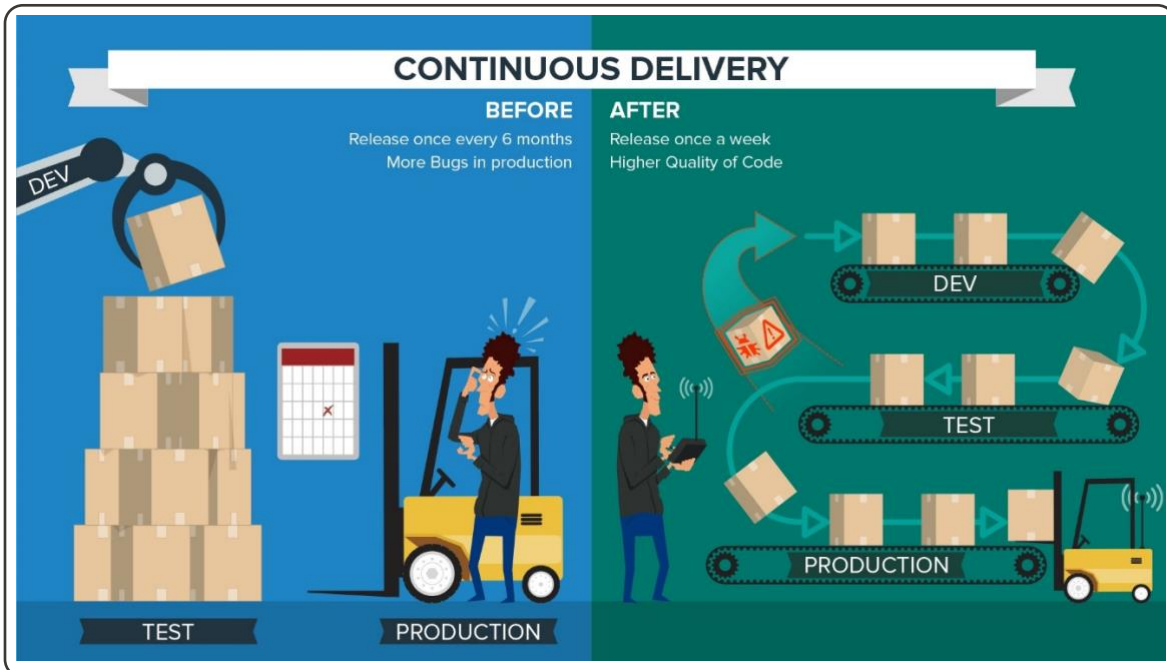 CONTINUOUS DELIVERY
BEFORE
Release once every 6 months
More Bugs in production
AFTER
Release once a week
Higher Quality of Code
DEV
TEST
PRODUCTION
DEV
TEST
PRODUCTION